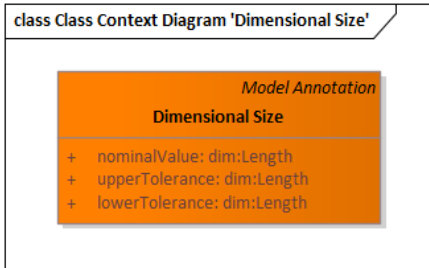 class Class Context Diagram 'Dimensional Size'
Model Annotation
Dimensional Size
+ nominalValue: dim:Length
+ upperTolerance: dim:Length
+ lowerTolerance: dim:Length